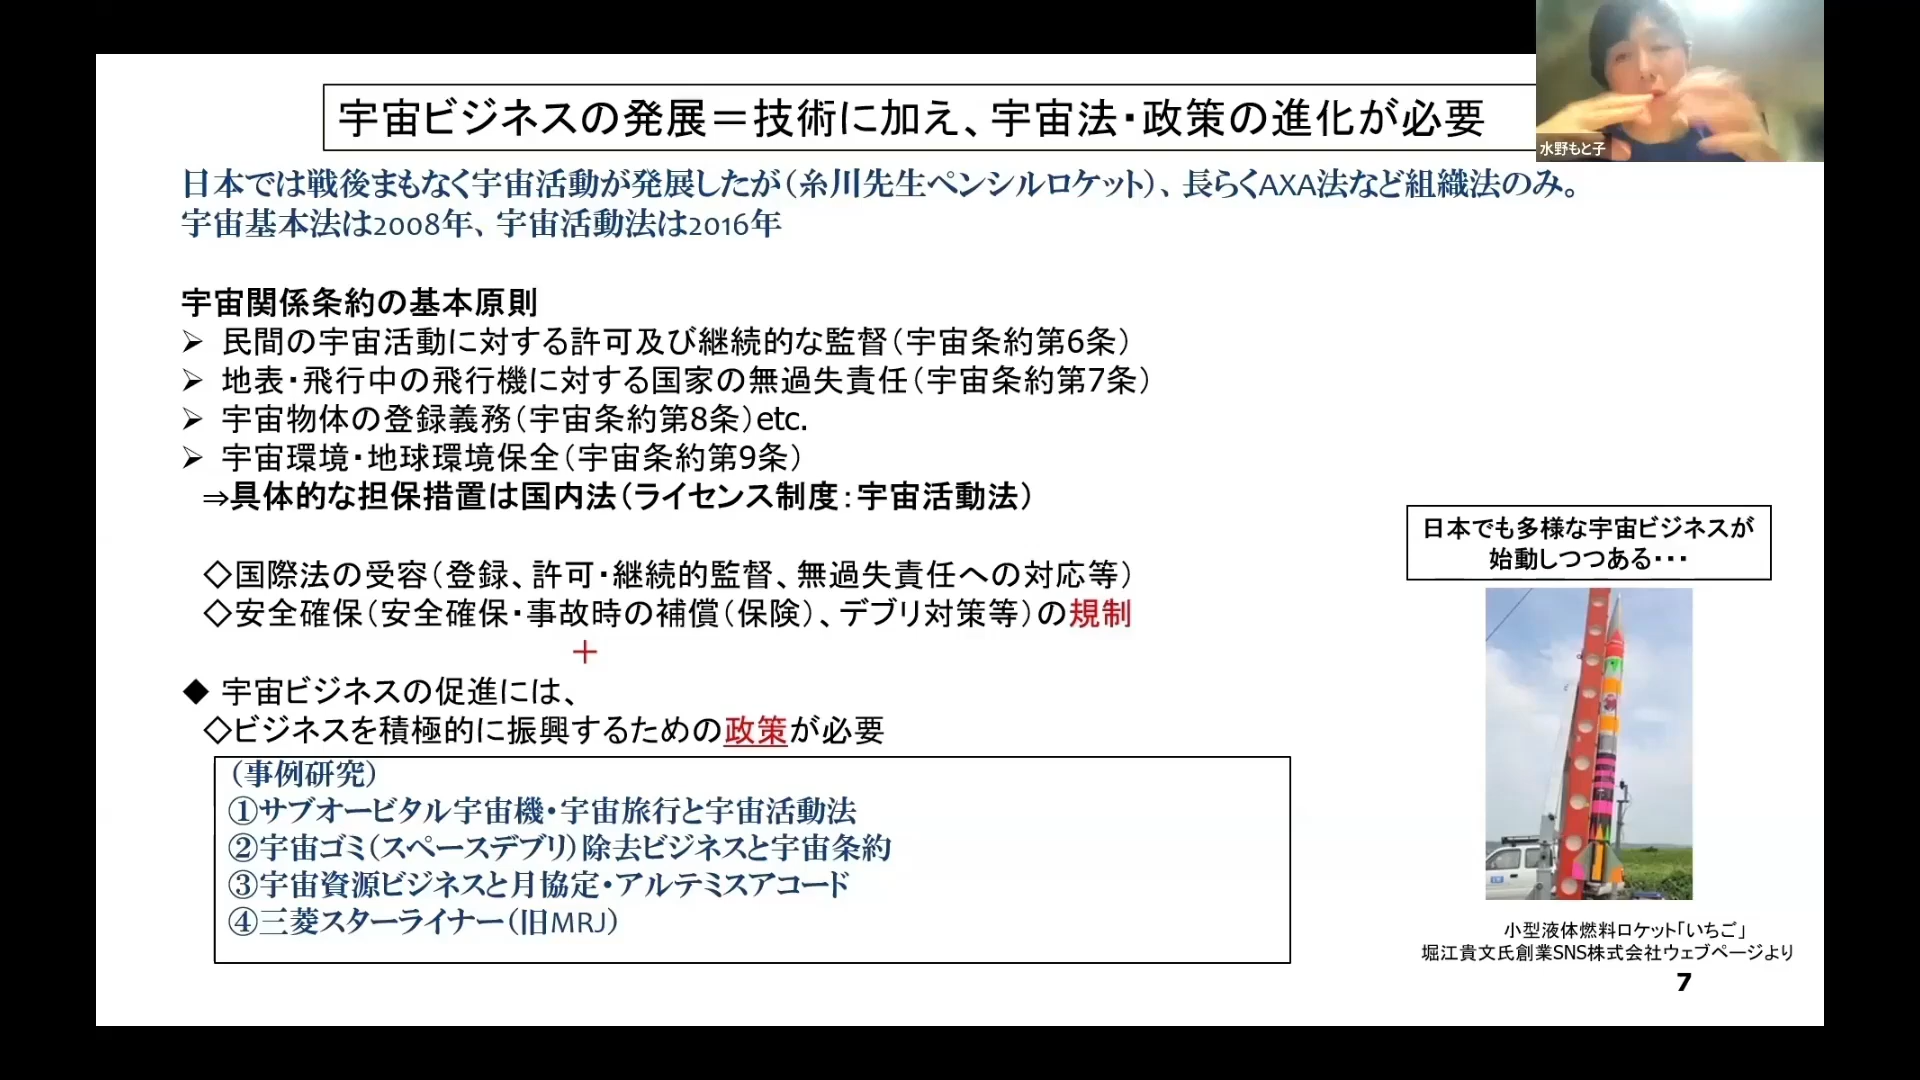 宇宙ビジネスの発展＝技術に加え、宇宙法・政策の進化が必要
水野もと子
日本では戦後まもなく宇宙活動が発展したが（糸川先生ペンシルロケット）、長らくAXA法など組織法のみ。
宇宙基本法は2008年、宇宙活動法は2016年
宇宙関係条約の基本原則
➢ 民間の宇宙活動に対する許可及び継続的な監督（宇宙条約第6条）
➢ 地表・飛行中の飛行機に対する国家の無過失責任（宇宙条約第7条）
➢ 宇宙物体の登録義務（宇宙条約第8条）etc.
➢ 宇宙環境・地球環境保全（宇宙条約第9条）
⇒具体的な担保措置は国内法（ライセンス制度：宇宙活動法）
◇国際法の受容（登録、許可・継続的監督、無過失責任への対応等）
◇安全確保（安全確保・事故時の補償（保険）、デブリ対策等）の規制
＋
◆ 宇宙ビジネスの促進には、
◇ビジネスを積極的に振興するための政策が必要
（事例研究）
①サブオービタル宇宙機・宇宙旅行と宇宙活動法
②宇宙ゴミ（スペースデブリ）除去ビジネスと宇宙条約
③宇宙資源ビジネスと月協定・アルテミスアコード
④三菱スターライナー（旧MRJ）
日本でも多様な宇宙ビジネスが
始動しつつある・・・
小型液体燃料ロケット「いちご」
堀江貴文氏創業SNS株式会社ウェブページより
7